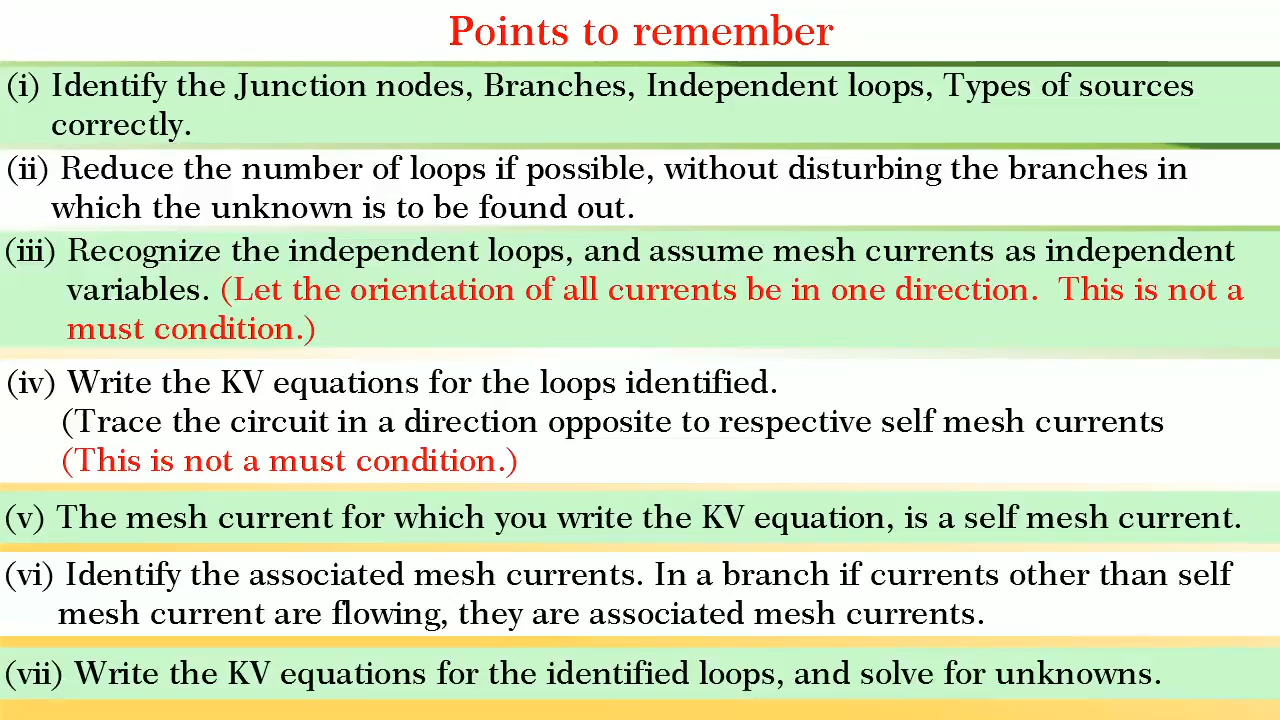 Points to remember
(i) Identify the Junction nodes, Branches, Independent loops, Types of sources
correctly.
(ii) Reduce the number of loops if possible, without disturbing the branches in
which the unknown is to be found out.
(iii) Recognize the independent loops, and assume mesh currents as independent
variables. (Let the orientation of all currents be in one direction. This is not a
must condition.)
(iv) Write the KV equations for the loops identified.
(Trace the circuit in a direction opposite to respective self mesh currents
(This is not a must condition.)
(v) The mesh current for which you write the KV equation, is a self mesh current.
(vi) Identify the associated mesh currents. In a branch if currents other than self
mesh current are flowing, they are associated mesh currents.
(vii) Write the KV equations for the identified loops, and solve for unknowns.